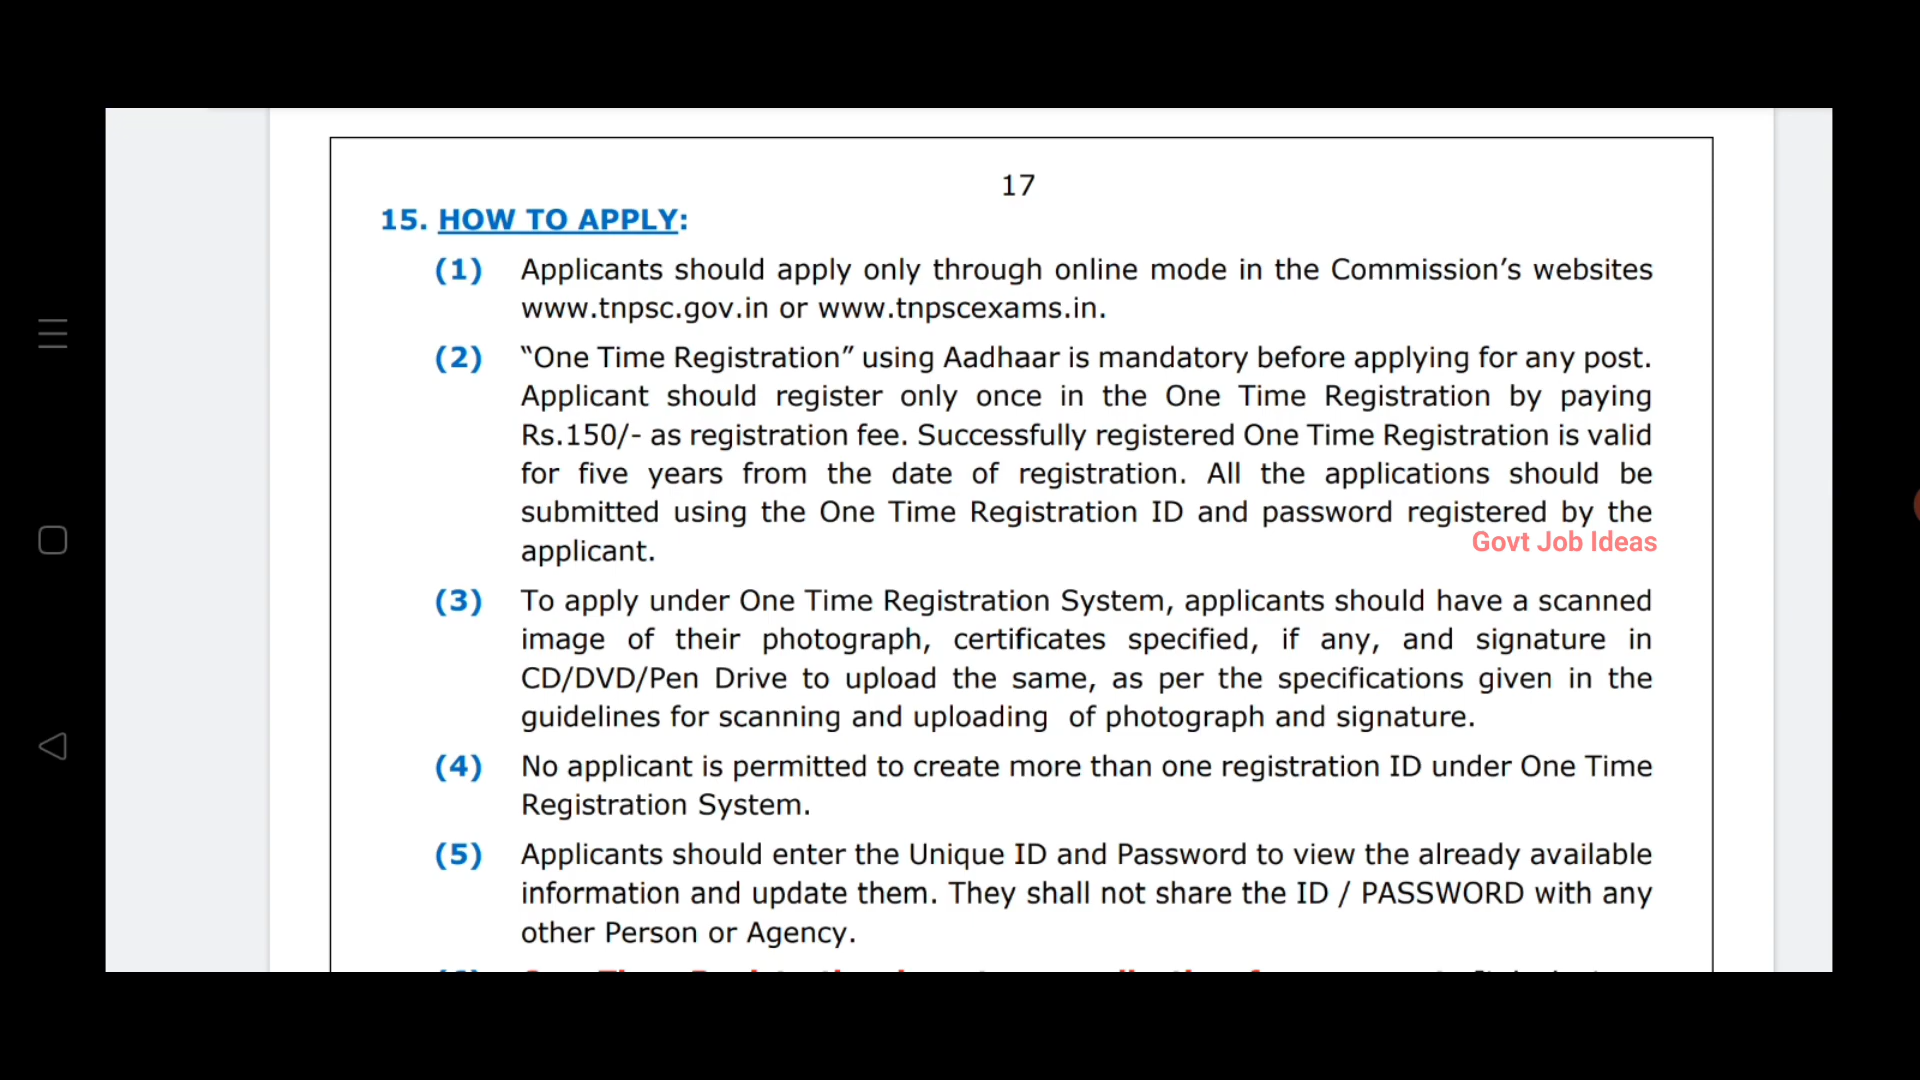 17
15. HOW TO APPLY:
(1) Applicants should apply only through online mode in the Commission’s websites
www.tnpsc.gov.in or www.tnpscexams.in.
(2) “One Time Registration” using Aadhaar is mandatory before applying for any post.
Applicant should register only once in the One Time Registration by paying
Rs.150/- as registration fee. Successfully registered One Time Registration is valid
for five years from the date of registration. All the applications should be
submitted using the One Time Registration ID and password registered by the
applicant.
Govt Job Ideas
(3) To apply under One Time Registration System, applicants should have a scanned
image of their photograph, certificates specified, if any, and signature in
CD/DVD/Pen Drive to upload the same, as per the specifications given in the
guidelines for scanning and uploading of photograph and signature.
(4) No applicant is permitted to create more than one registration ID under One Time
Registration System.
(5) Applicants should enter the Unique ID and Password to view the already available
information and update them. They shall not share the ID / PASSWORD with any
other Person or Agency.